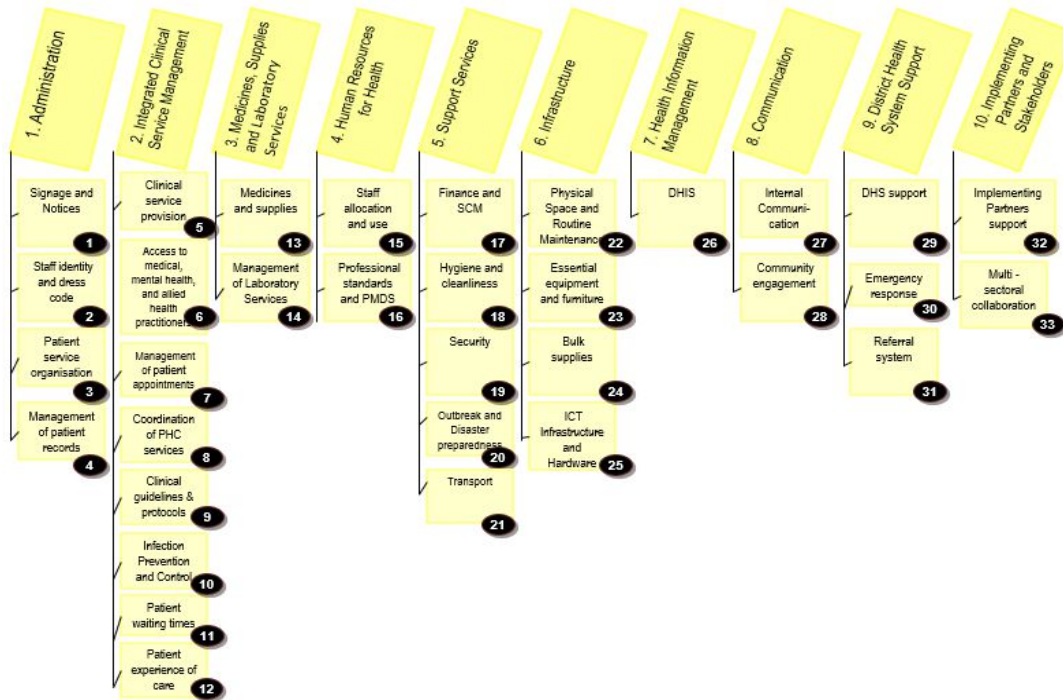 1. Administration
Signage and
Notices
1
Staff identity
and dress
code
2
Patient
service
organisation
3
Management
of patient
records
4
2. Integrated Clinical
Service Management
Clinical
service
provision
5
Access to
medical,
mental health,
and allied
health
practitioners
6
Management
of patient
appointments
7
Coordination
of PHC
services
8
Clinical
guidelines &
protocols
9
Infection
Prevention
and Control
10
Patient
waiting times
11
Patient
experience of
care
12
3. Medicines, Supplies
and Laboratory
Services
Medicines
and supplies
13
Management
of Laboratory
Services
14
4. Human Resources
for Health
Staff
allocation
and use
15
Professional
standards
and PMDS
16
5. Support Services
Finance and
SCM
17
Hygiene and
cleanliness
18
Security
19
Outbreak and
Disaster
preparedness
20
Transport
21
6. Infrastructure
Physical
Space and
Routine
Maintenance
22
Essential
equipment
and furniture
23
Bulk
supplies
24
ICT
Infrastructure
and
Hardware
25
7. Health Information
Management
DHIS
26
8. Communication
Internal
Communi-
cation
27
Community
engagement
28
9. District Health
System Support
DHS support
29
Emergency
response
30
Referral
system
31
10. Implementing
Partners and
Stakeholders
Implementing
Partners
support
32
Multi -
sectoral
collaboration
33